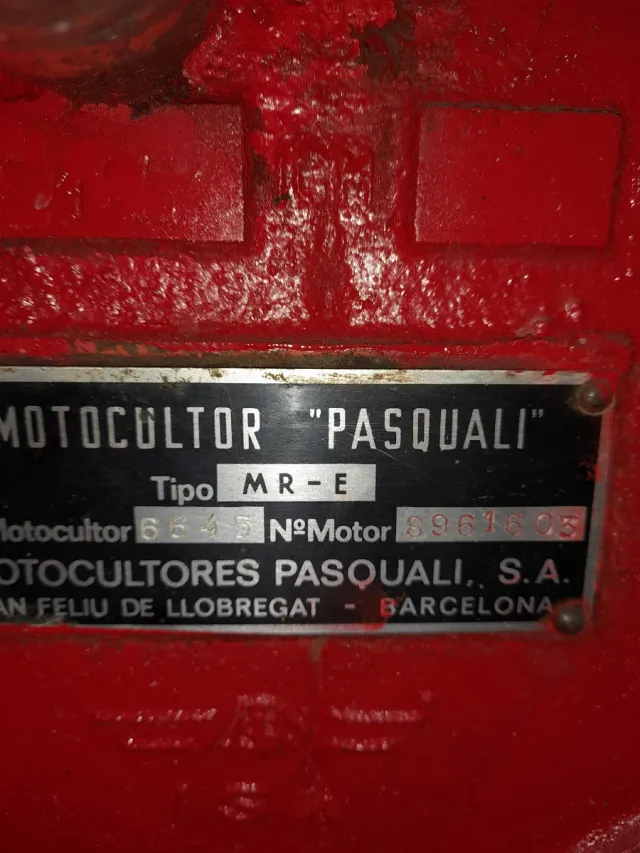 MOTOCULTOR "PASQUALI"
Tipo MR-E
Motocultor 6645 NºMotor 8961603
OTOCULTORES PASQUALI, S.A.
AN FELIU DE LLOBREGAT - BARCELONA